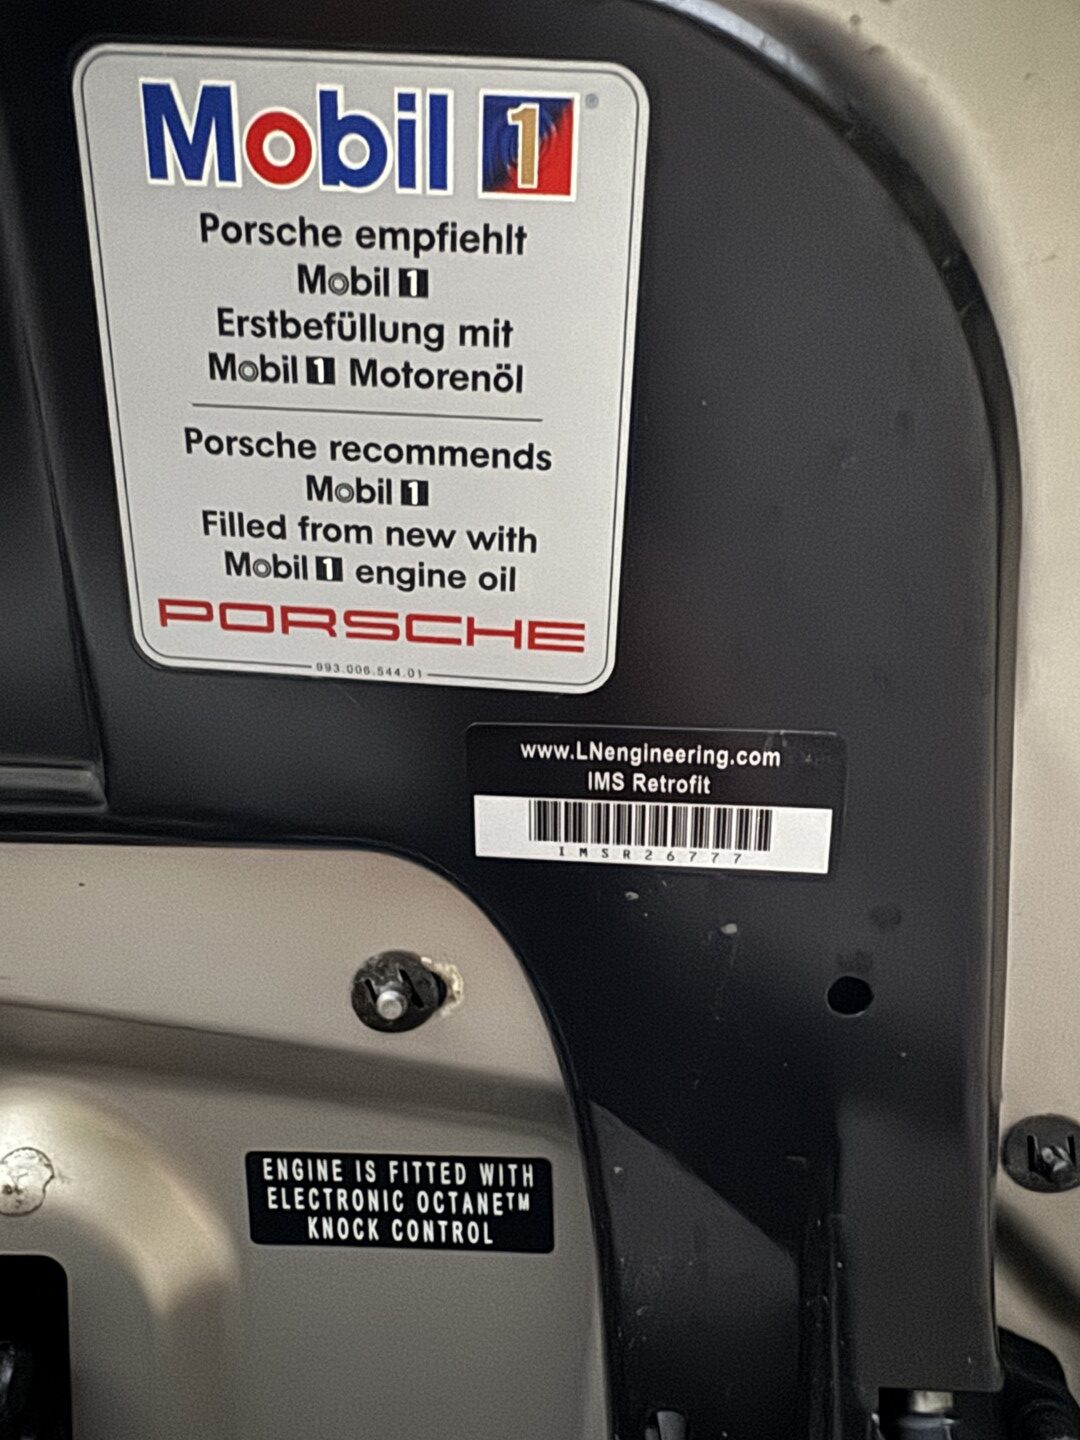 Mobil 1 ®
Porsche empfiehlt
Mobil 1
Erstbefüllung mit
Mobil 1 Motorenöl
Porsche recommends
Mobil 1
Filled from new with
Mobil 1 engine oil
PORSCHE
993.006.544.01
www.LNengineering.com
IMS Retrofit
IMSR26777
ENGINE IS FITTED WITH
ELECTRONIC OCTANE™
KNOCK CONTROL